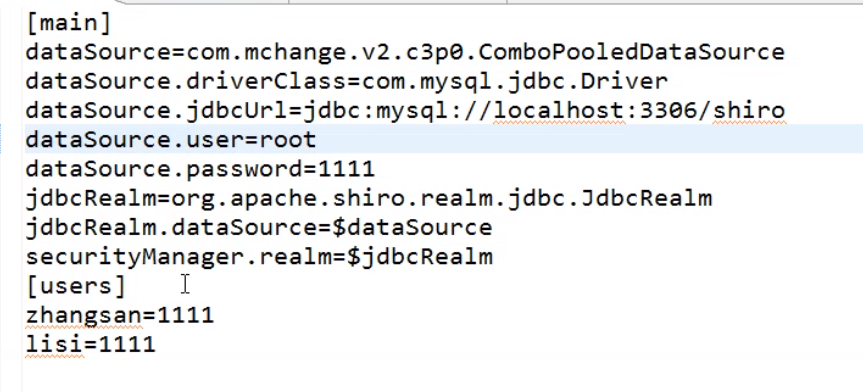 [main]
dataSource=com.mchange.v2.c3p0.ComboPooledDataSource
dataSource.driverClass=com.mysql.jdbc.Driver
dataSource.jdbcUrl=jdbc:mysql://localhost:3306/shiro
dataSource.user=root
dataSource.password=1111
jdbcRealm=org.apache.shiro.realm.jdbc.JdbcRealm
jdbcRealm.dataSource=$dataSource
securityManager.realm=$jdbcRealm
[users]
zhangsan=1111
lisi=1111